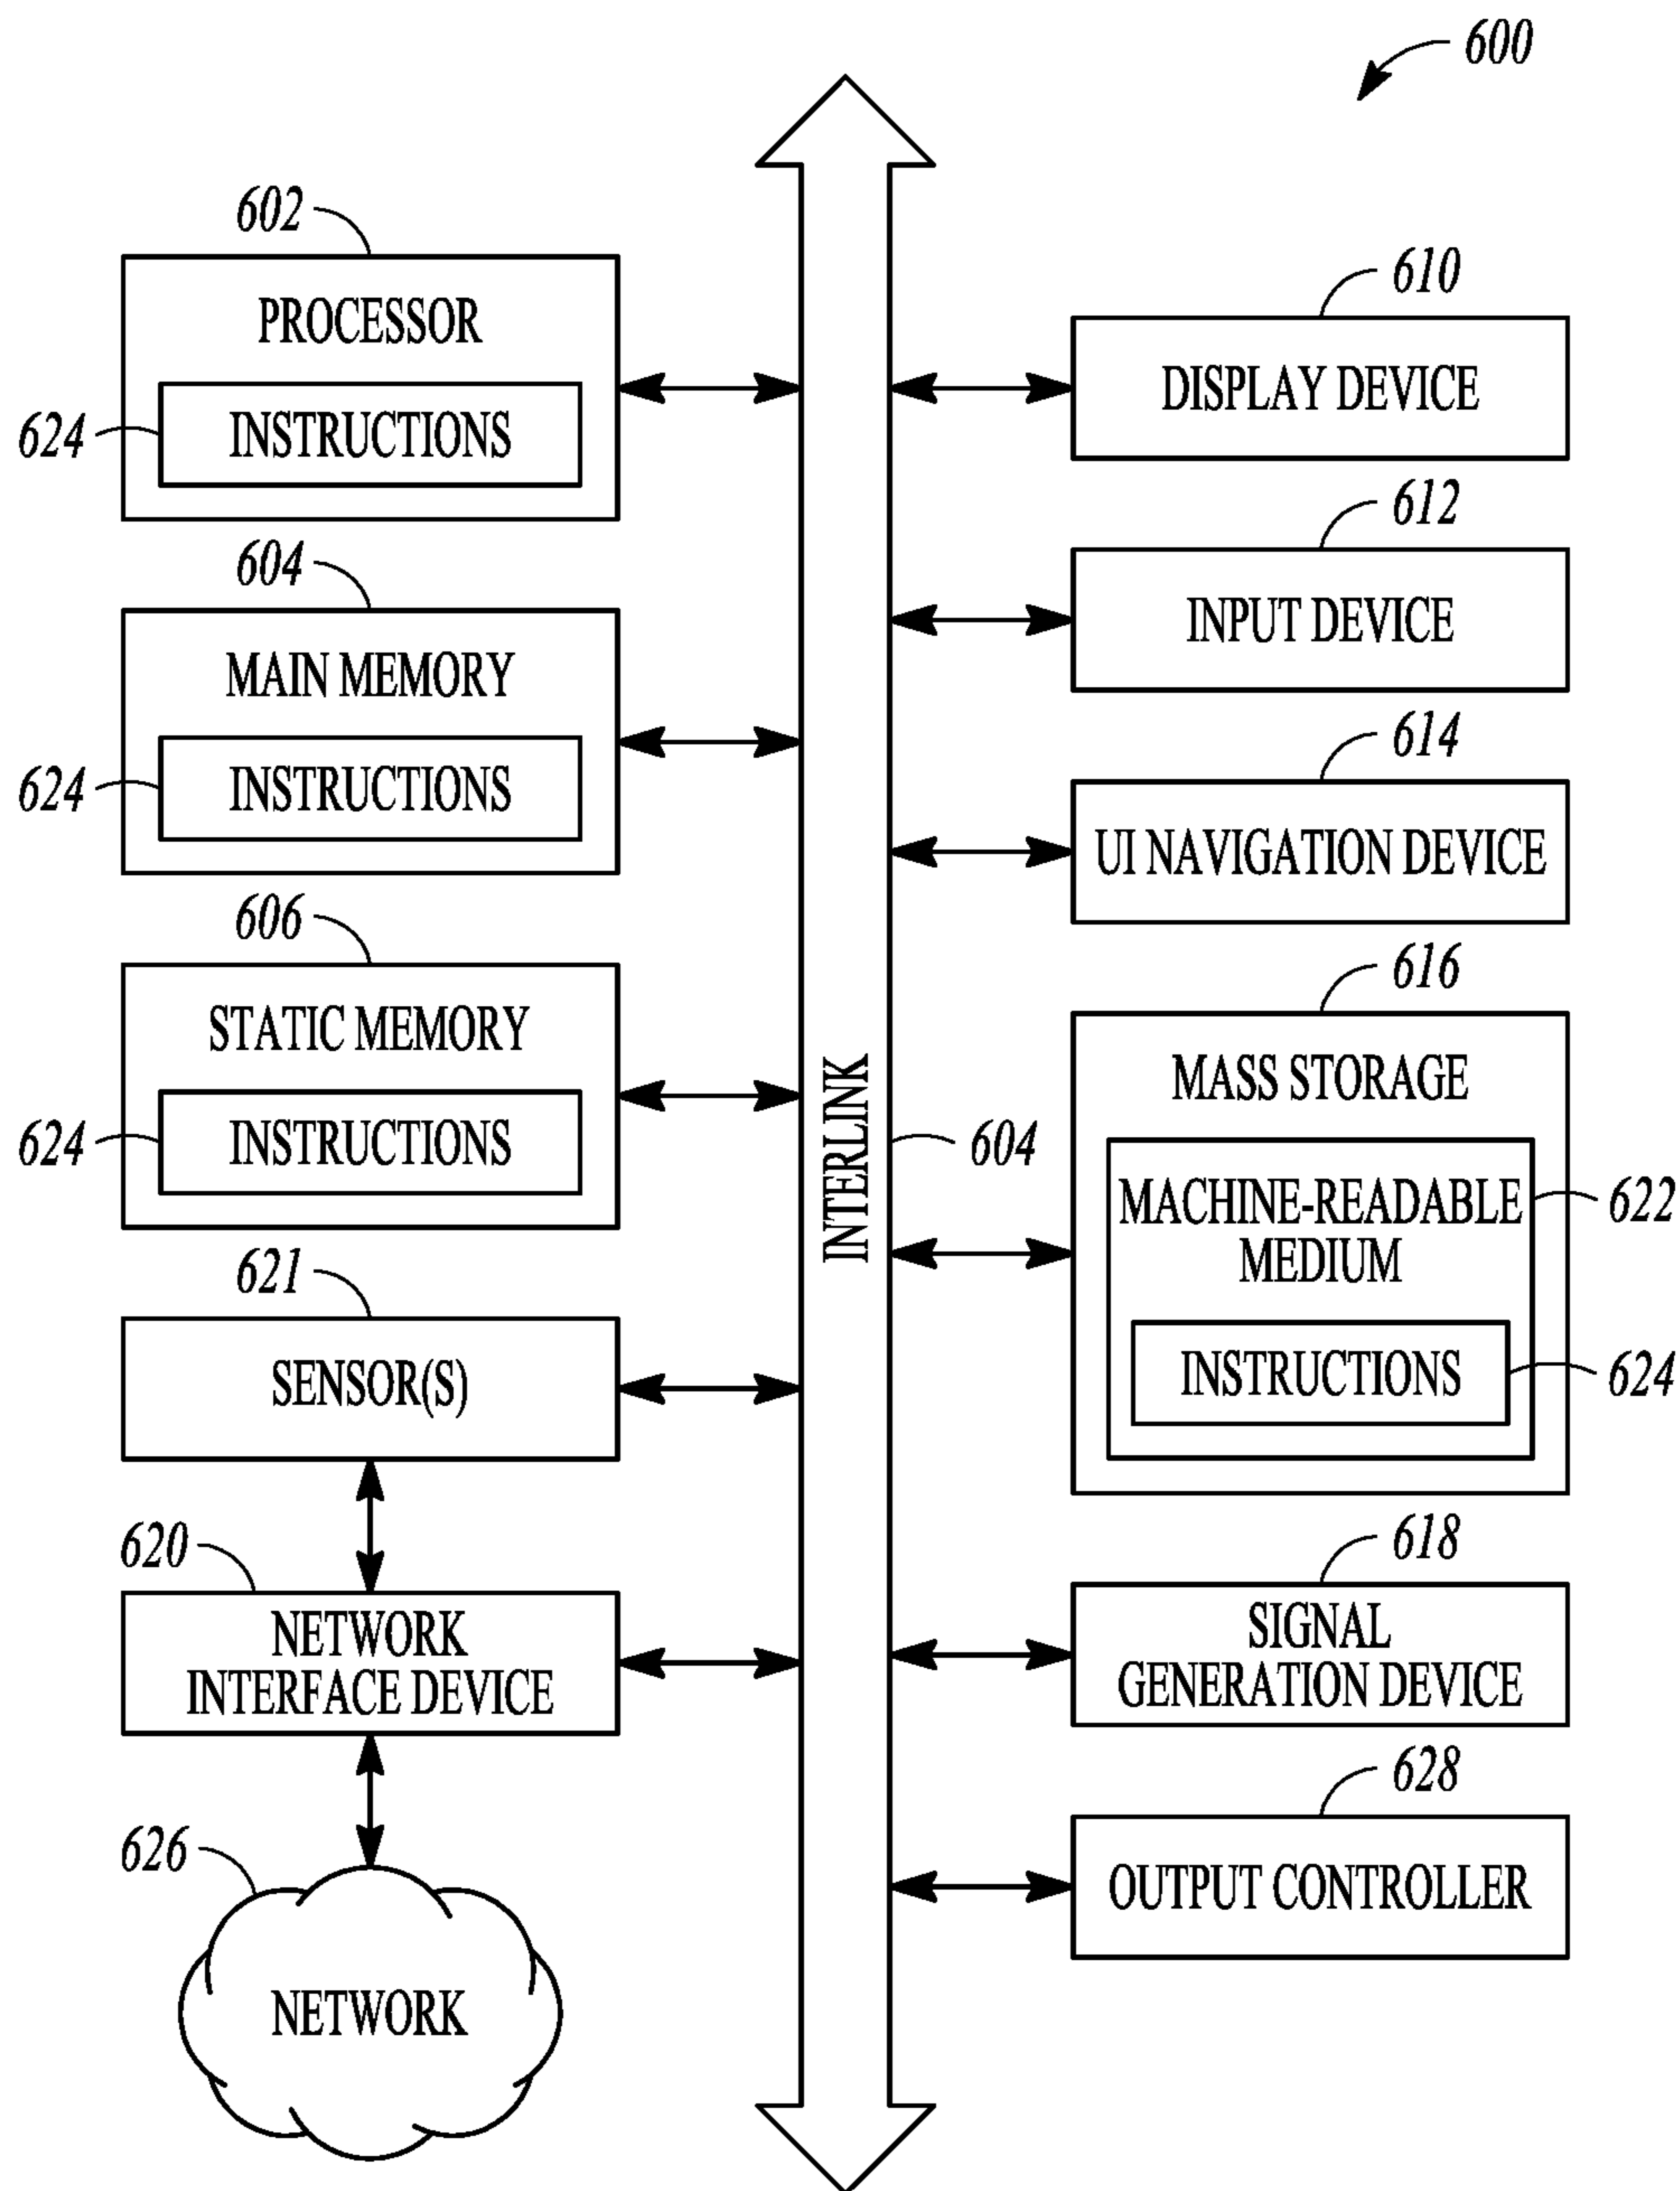 600
602
PROCESSOR
624
INSTRUCTIONS
604
MAIN MEMORY
624
INSTRUCTIONS
606
STATIC MEMORY
624
INSTRUCTIONS
621
SENSOR(S)
620
NETWORK
INTERFACE DEVICE
626
NETWORK
INTERLINK
604
610
DISPLAY DEVICE
612
INPUT DEVICE
614
UI NAVIGATION DEVICE
616
MASS STORAGE
MACHINE-READABLE
MEDIUM
622
INSTRUCTIONS
624
618
SIGNAL
GENERATION DEVICE
628
OUTPUT CONTROLLER